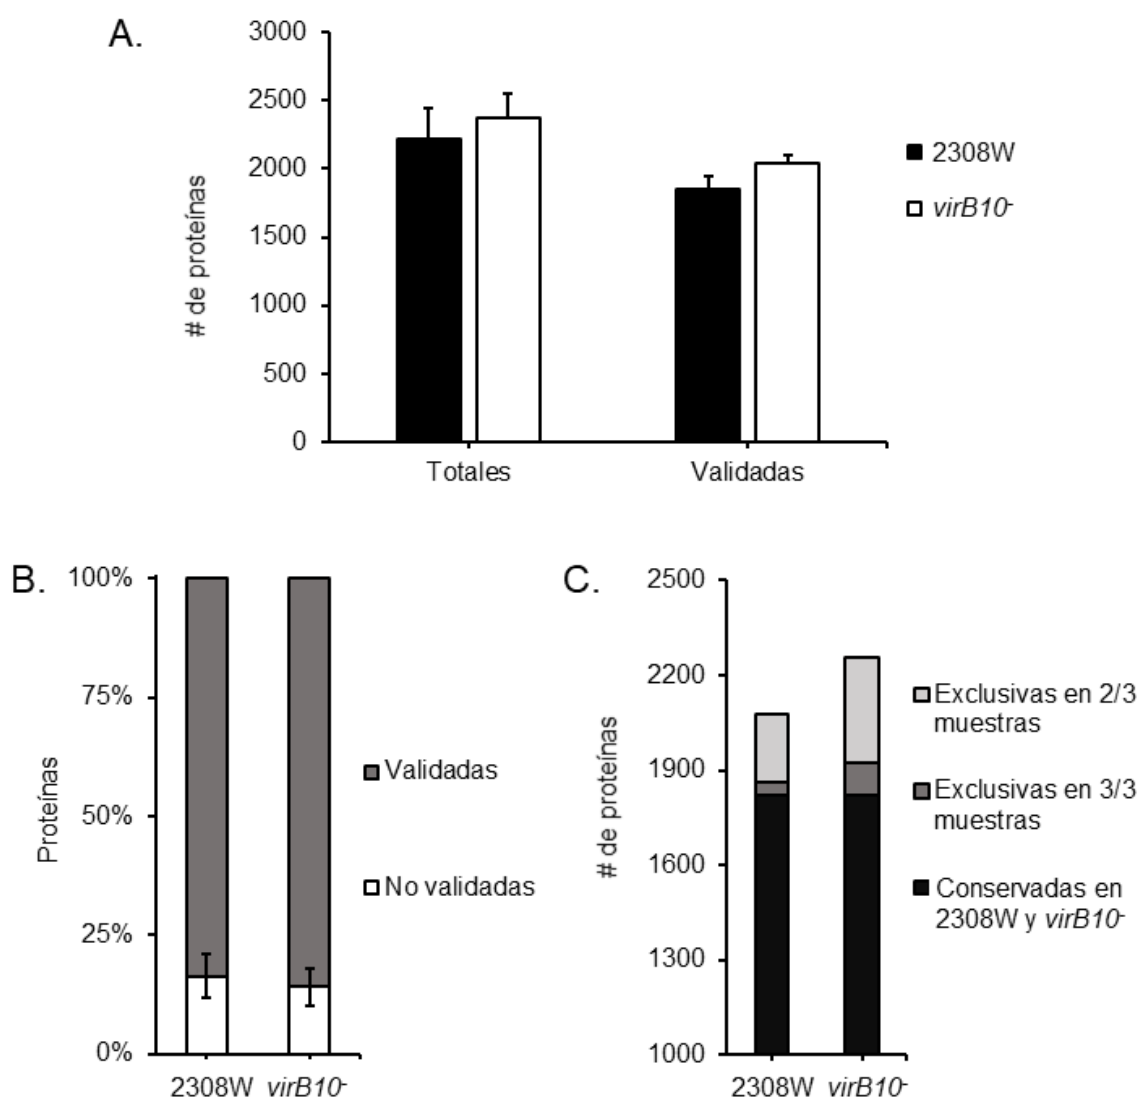 A.
3000
2500
2000
1500
1000
500
0
# de proteínas
Totales
Validadas
2308W
virB10-
B.
100%
75%
50%
25%
0%
Proteínas
2308W
virB10-
Validadas
No validadas
C.
2500
2200
1900
1600
1300
1000
# de proteínas
2308W
virB10-
Exclusivas en 2/3
muestras
Exclusivas en 3/3
muestras
Conservadas en
2308W y virB10-